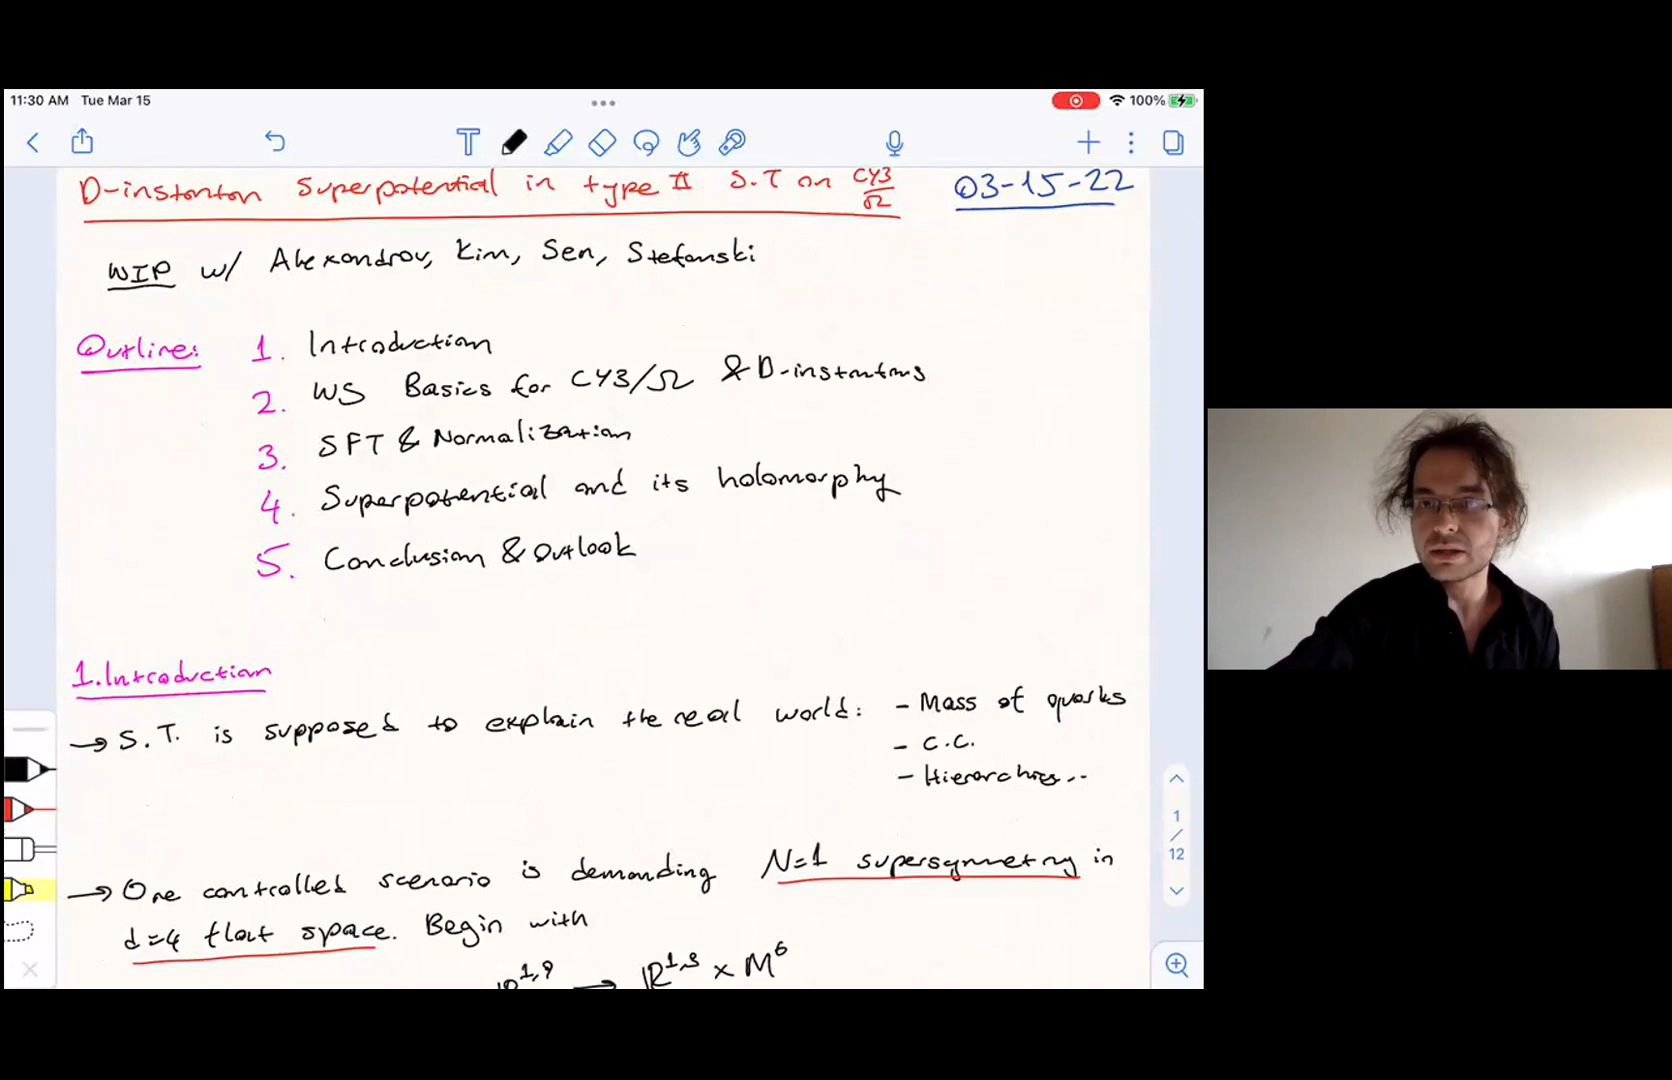 11:30 AM Tue Mar 15
100%
D-instanton Superpotential in type II S.T on CY3/Ω 03-15-22
WIP w/ Alexandrov, Kim, Sen, Stefanski
Outline:
1. Introduction
2. WS Basics for CY3/Ω & D-instantons
3. SFT & Normalization
4. Superpotential and its holomorphy
5. Conclusion & Outlook
1. Introduction
→ S.T. is supposed to explain the real world: - Mass of quarks
- C.C.
- Hierarchies..
→ One controlled scenario is demanding N=1 supersymmetry in
d=4 flat space. Begin with
R^1,9 → R^1,3 × M^6
1
/
12